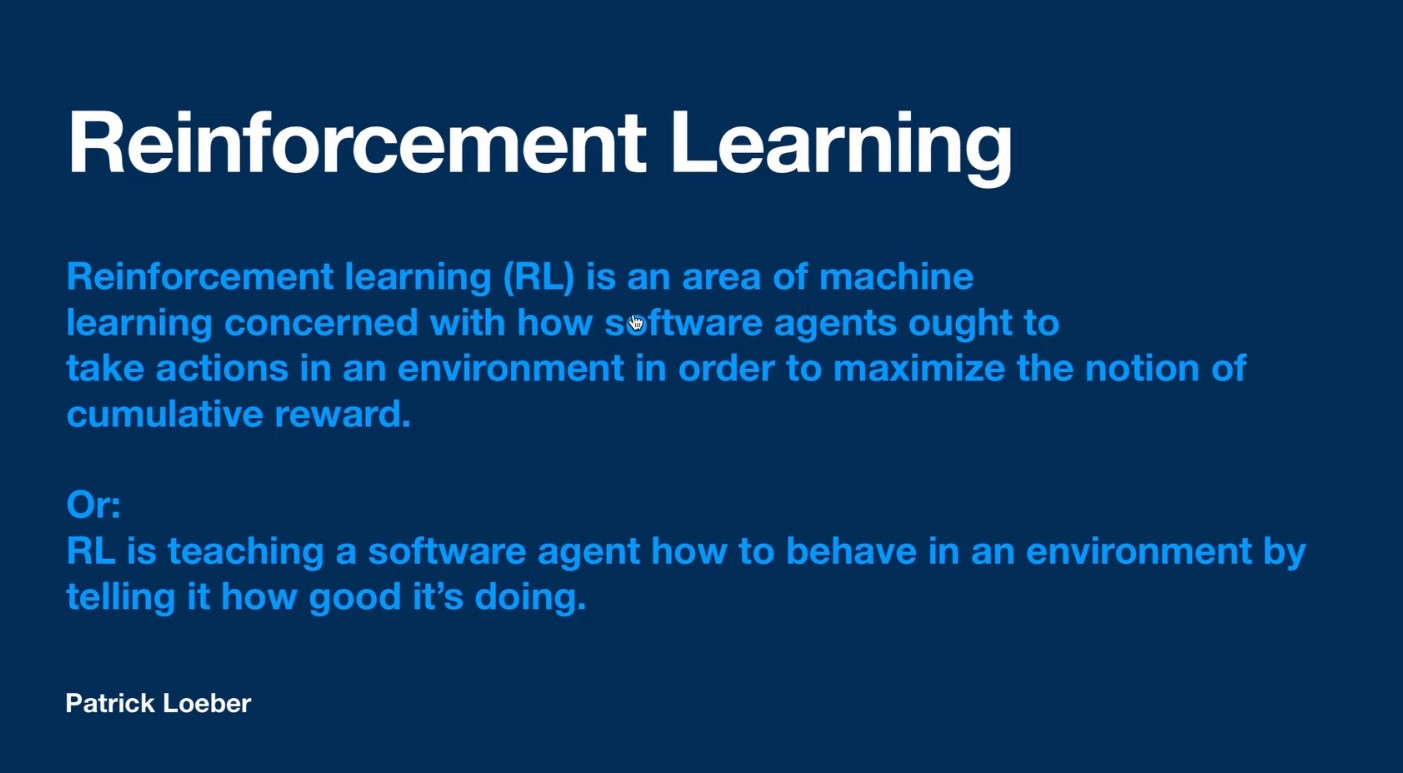 Reinforcement Learning
Reinforcement learning (RL) is an area of machine
learning concerned with how software agents ought to
take actions in an environment in order to maximize the notion of
cumulative reward.
Or:
RL is teaching a software agent how to behave in an environment by
telling it how good it’s doing.
Patrick Loeber